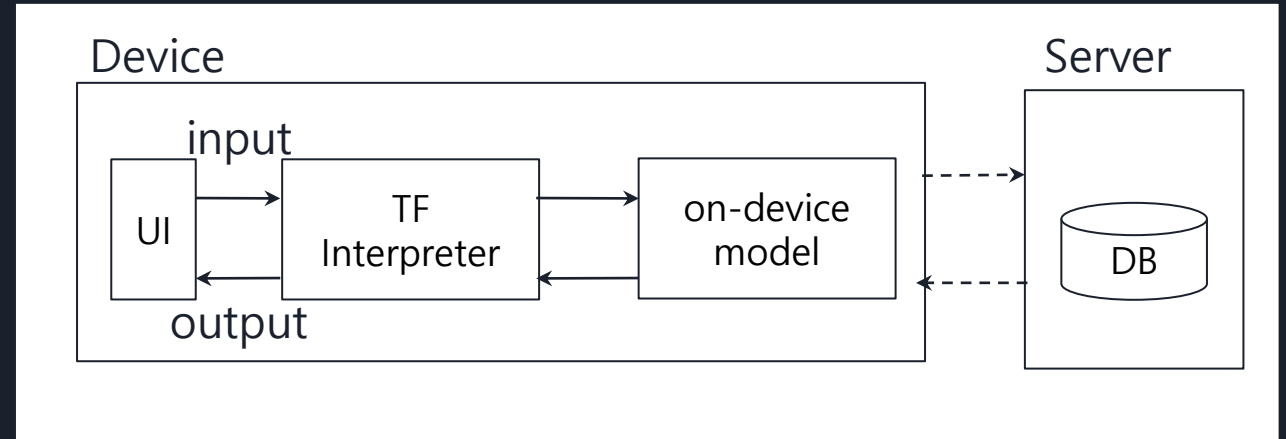 Device
Server
input
UI
TF
Interpreter
on-device
model
DB
output